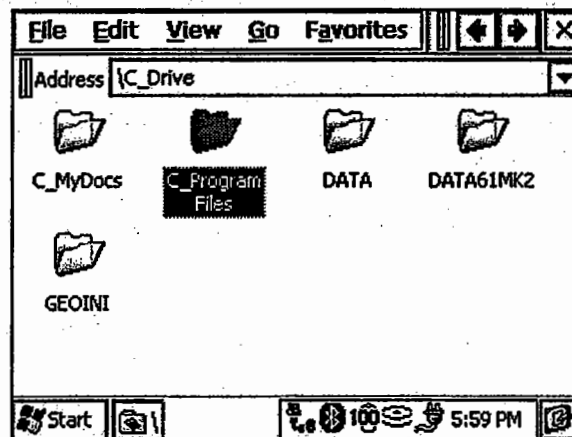 File Edit View Go Favorites
Address \C_Drive
C_MyDocs C_Program Files DATA DATA61MK2
GEOINI
Start \ 100 5:59 PM